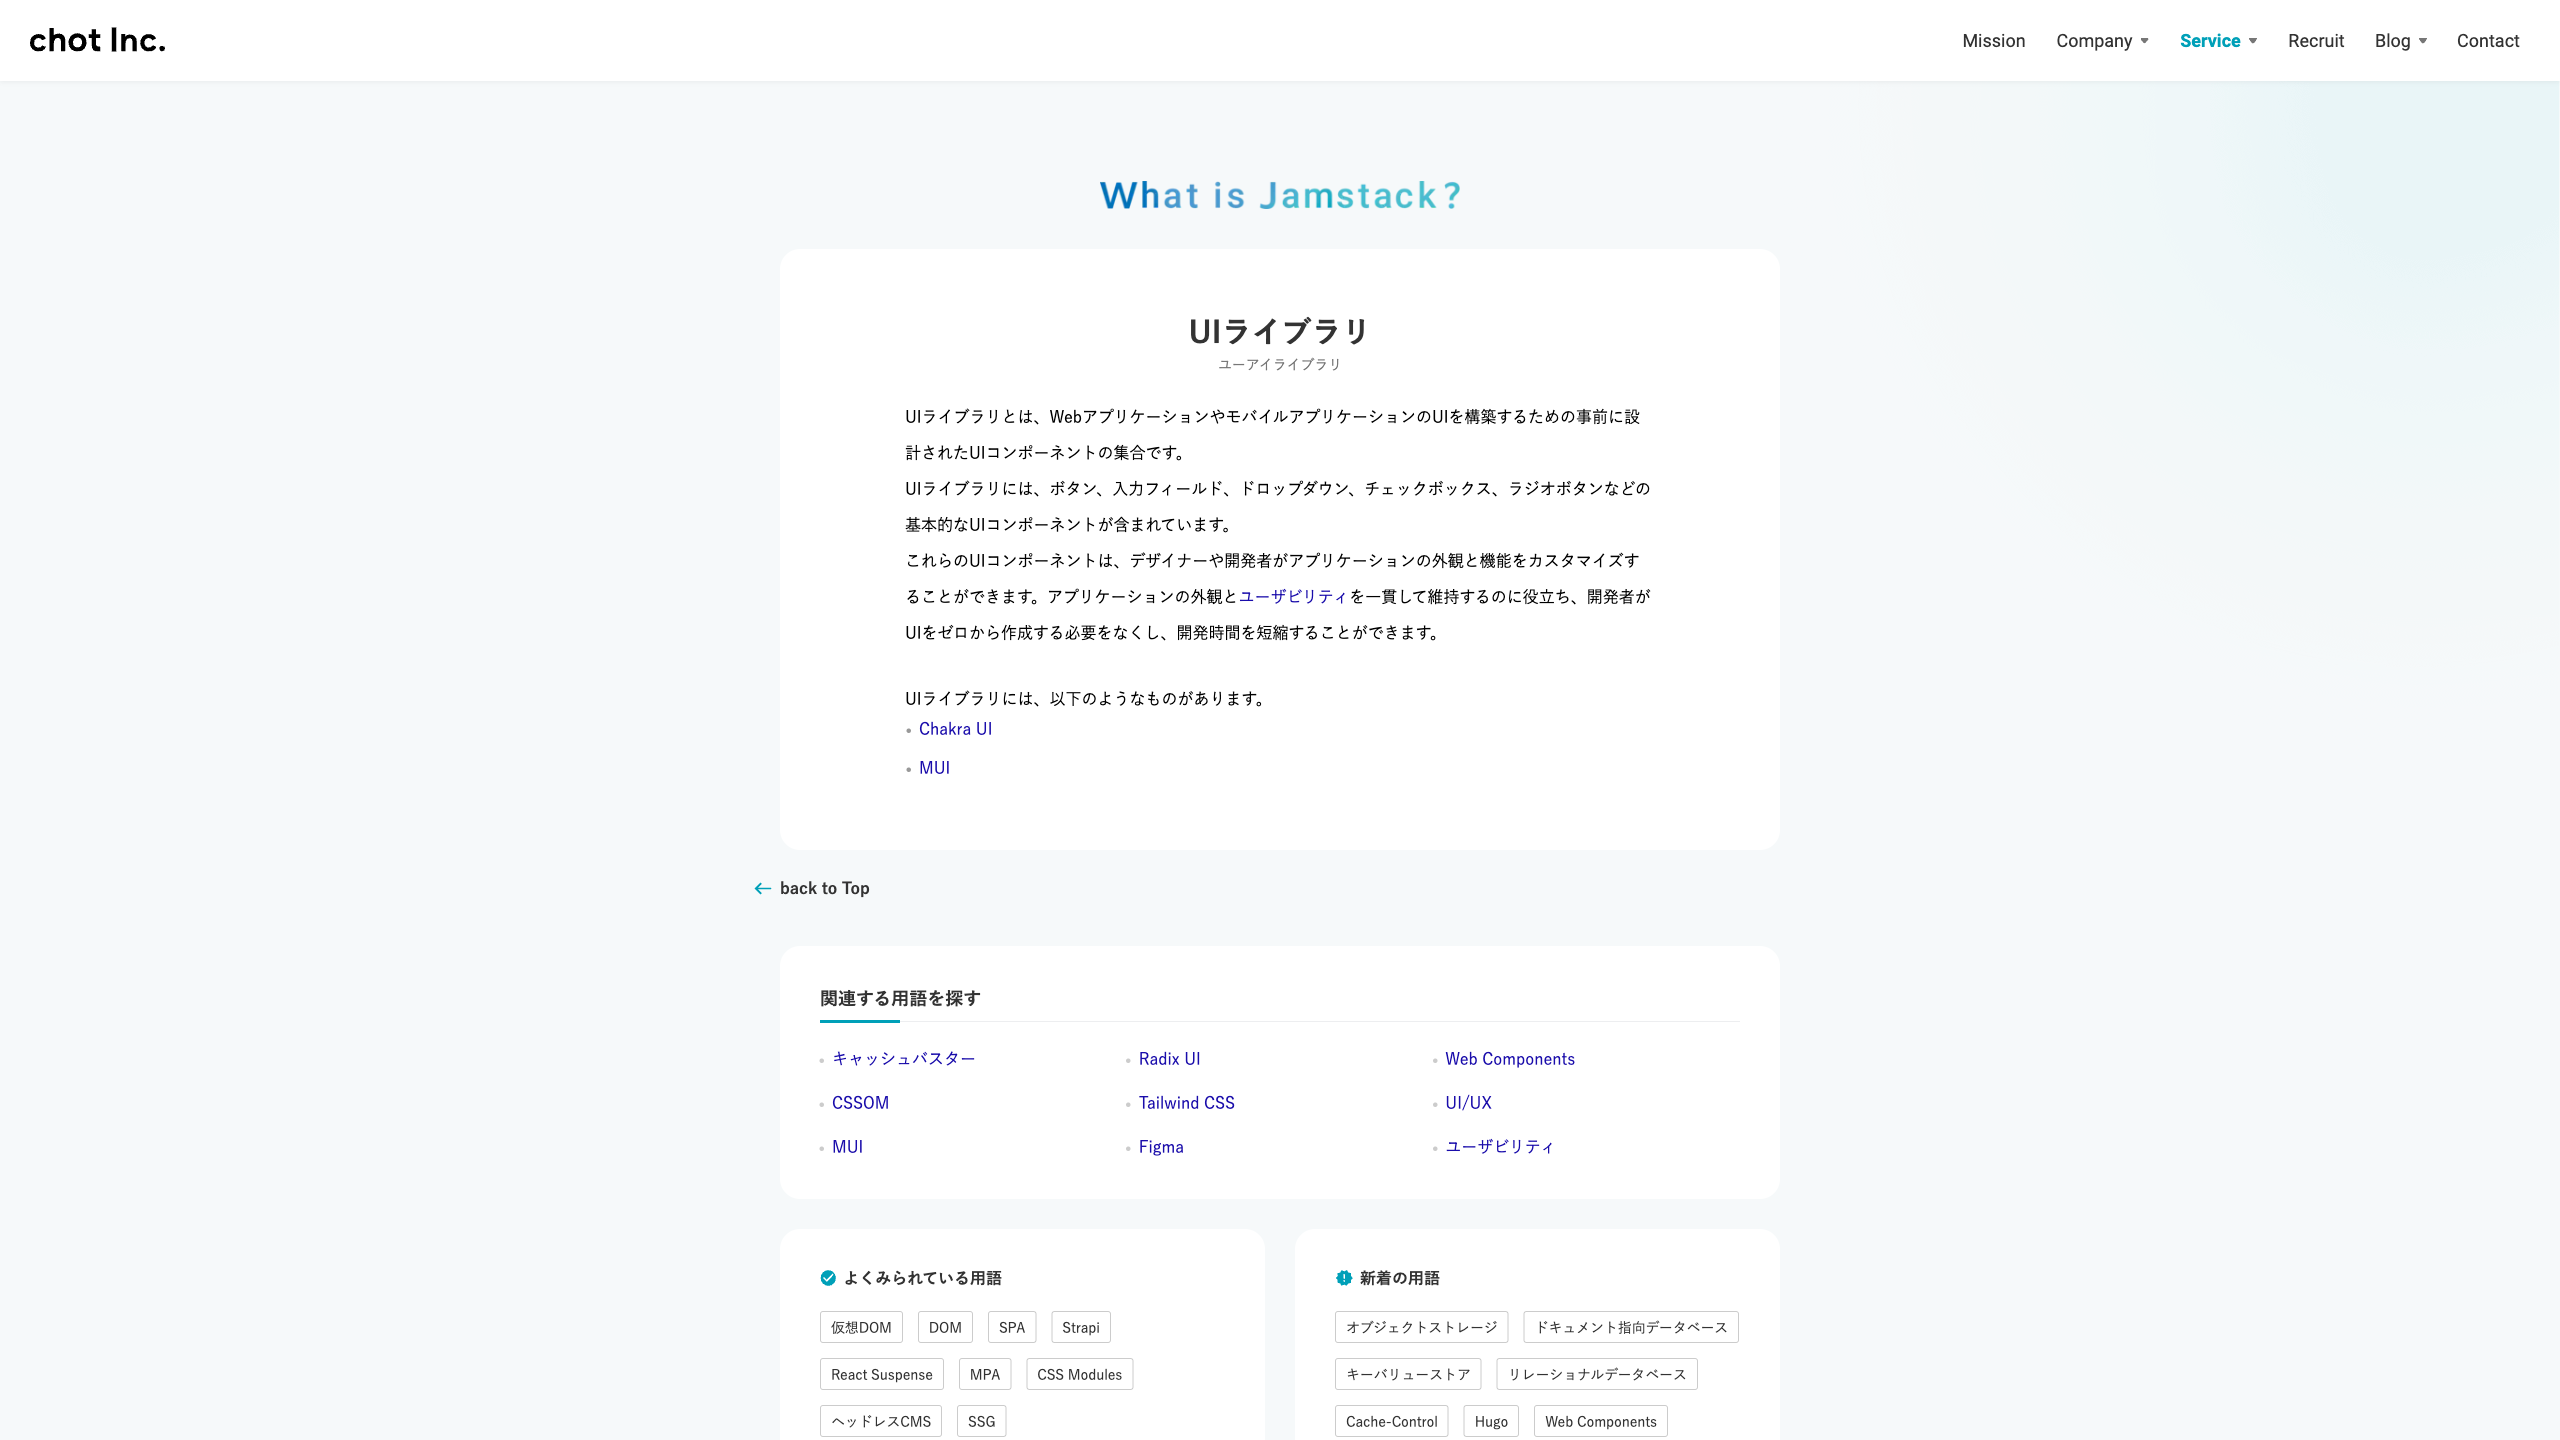 chot Inc.
Mission Company Service Recruit Blog Contact
What is Jamstack?
UIライブラリ
ユーアイライブラリ
UIライブラリとは、WebアプリケーションやモバイルアプリケーションのUIを構築するための事前に設
計されたUIコンポーネントの集合です。
UIライブラリには、ボタン、入力フィールド、ドロップダウン、チェックボックス、ラジオボタンなどの
基本的なUIコンポーネントが含まれています。
これらのUIコンポーネントは、デザイナーや開発者がアプリケーションの外観と機能をカスタマイズす
ることができます。アプリケーションの外観とユーザビリティを一貫して維持するのに役立ち、開発者が
UIをゼロから作成する必要をなくし、開発時間を短縮することができます。
UIライブラリには、以下のようなものがあります。
Chakra UI
MUI
back to Top
関連する用語を探す
キャッシュバスター Radix UI Web Components
CSSOM Tailwind CSS UI/UX
MUI Figma ユーザビリティ
よくみられている用語
仮想DOM DOM SPA Strapi
React Suspense MPA CSS Modules
ヘッドレスCMS SSG
新着の用語
オブジェクトストレージ ドキュメント指向データベース
キーバリューストア リレーショナルデータベース
Cache-Control Hugo Web Components